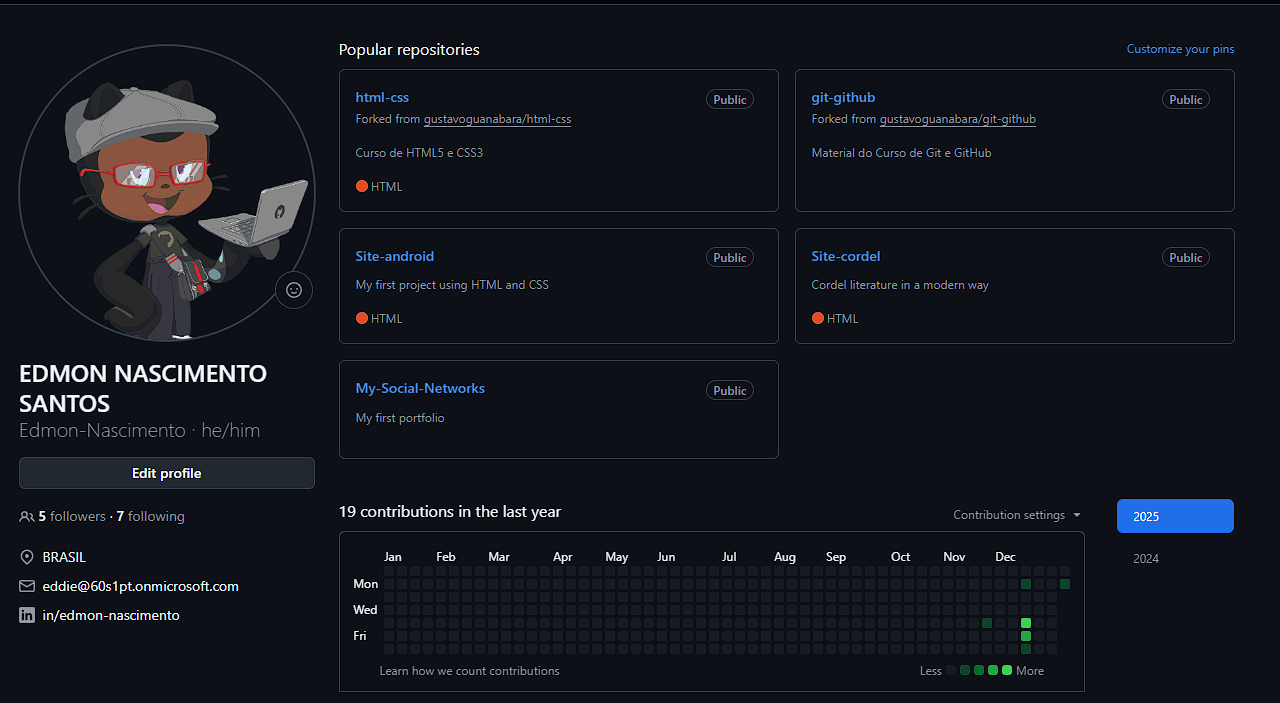 EDMON NASCIMENTO
SANTOS
Edmon-Nascimento · he/him
Edit profile
5 followers · 7 following
BRASIL
eddie@60s1pt.onmicrosoft.com
in/edmon-nascimento
Popular repositories
Customize your pins
html-css
Public
Forked from gustavoguanabara/html-css
Curso de HTML5 e CSS3
HTML
git-github
Public
Forked from gustavoguanabara/git-github
Material do Curso de Git e GitHub
Site-android
Public
My first project using HTML and CSS
HTML
Site-cordel
Public
Cordel literature in a modern way
HTML
My-Social-Networks
Public
My first portfolio
19 contributions in the last year
Contribution settings
Jan Feb Mar Apr May Jun Jul Aug Sep Oct Nov Dec
Mon
Wed
Fri
Learn how we count contributions
Less More
2025
2024